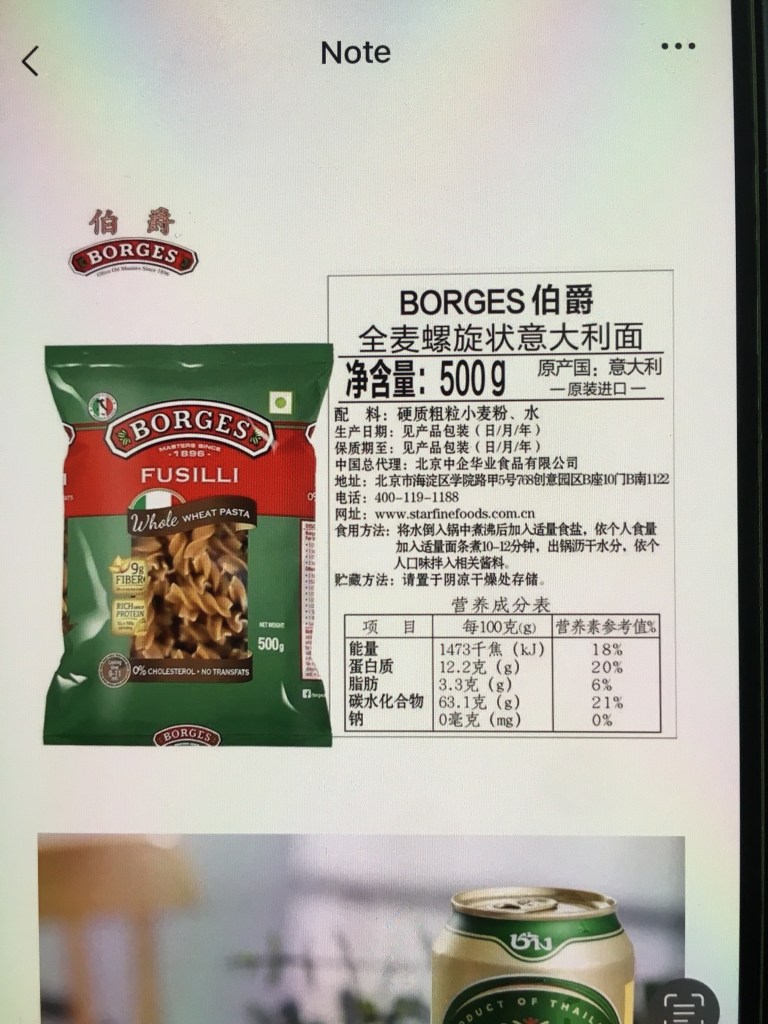 Note
伯爵
BORGES
BORGES 伯爵
全麦螺旋状意大利面
净含量：500g
原产国：意大利
—原装进口—
配 料：硬质粗粒小麦粉、水
生产日期：见产品包装（日/月/年）
保质期至：见产品包装（日/月/年）
中国总代理：北京中企华业食品有限公司
地址：北京市海淀区学院路甲5号768创意园区B座10门B南1122
电话：400-119-1188
网址：www.starfinefoods.com.cn
食用方法：将水倒入锅中煮沸后加入适量食盐，依个人食量
加入适量面条煮10-12分钟，出锅沥干水分，依个
人口味拌入相关酱料。
贮藏方法：请置于阴凉干燥处存储。
营养成分表
项 目 每100克(g) 营养素参考值%
能量 1473千焦（kJ） 18%
蛋白质 12.2克（g） 20%
脂肪 3.3克（g） 6%
碳水化合物 63.1克（g） 21%
钠 0毫克（mg） 0%
BORGES
MASTERS SINCE
-1896-
FUSILLI
Whole WHEAT PASTA
9g
FIBER
RICH
PROTEIN
NET WEIGHT
500g
0% CHOLESTEROL • NO TRANSFATS
BORGES
ช้าง
DUCT OF THAIL